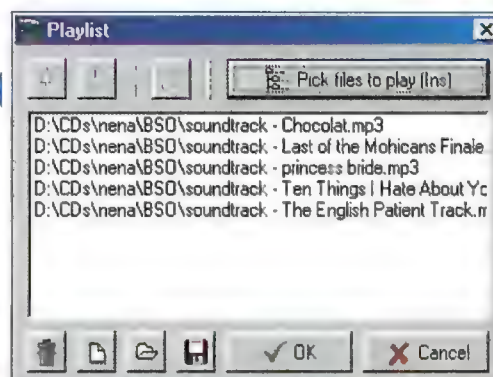 Playlist
Pick files to play (Ins)
D:\CDs\nena\BSO\soundtrack - Chocolat.mp3
D:\CDs\nena\BSO\soundtrack - Last of the Mohicans Finale
D:\CDs\nena\BSO\soundtrack - princess bride.mp3
D:\CDs\nena\BSO\soundtrack - Ten Things I Hate About Yo
D:\CDs\nena\BSO\soundtrack - The English Patient Track.m
OK
Cancel